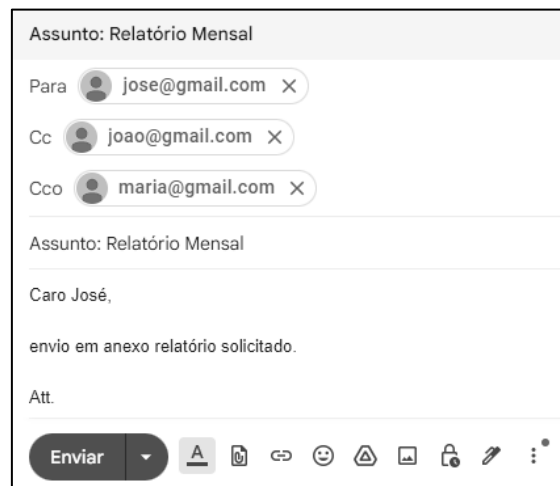 Assunto: Relatório Mensal
Para jose@gmail.com
Cc joao@gmail.com
Cco maria@gmail.com
Assunto: Relatório Mensal
Caro José,
envio em anexo relatório solicitado.
Att.
Enviar A